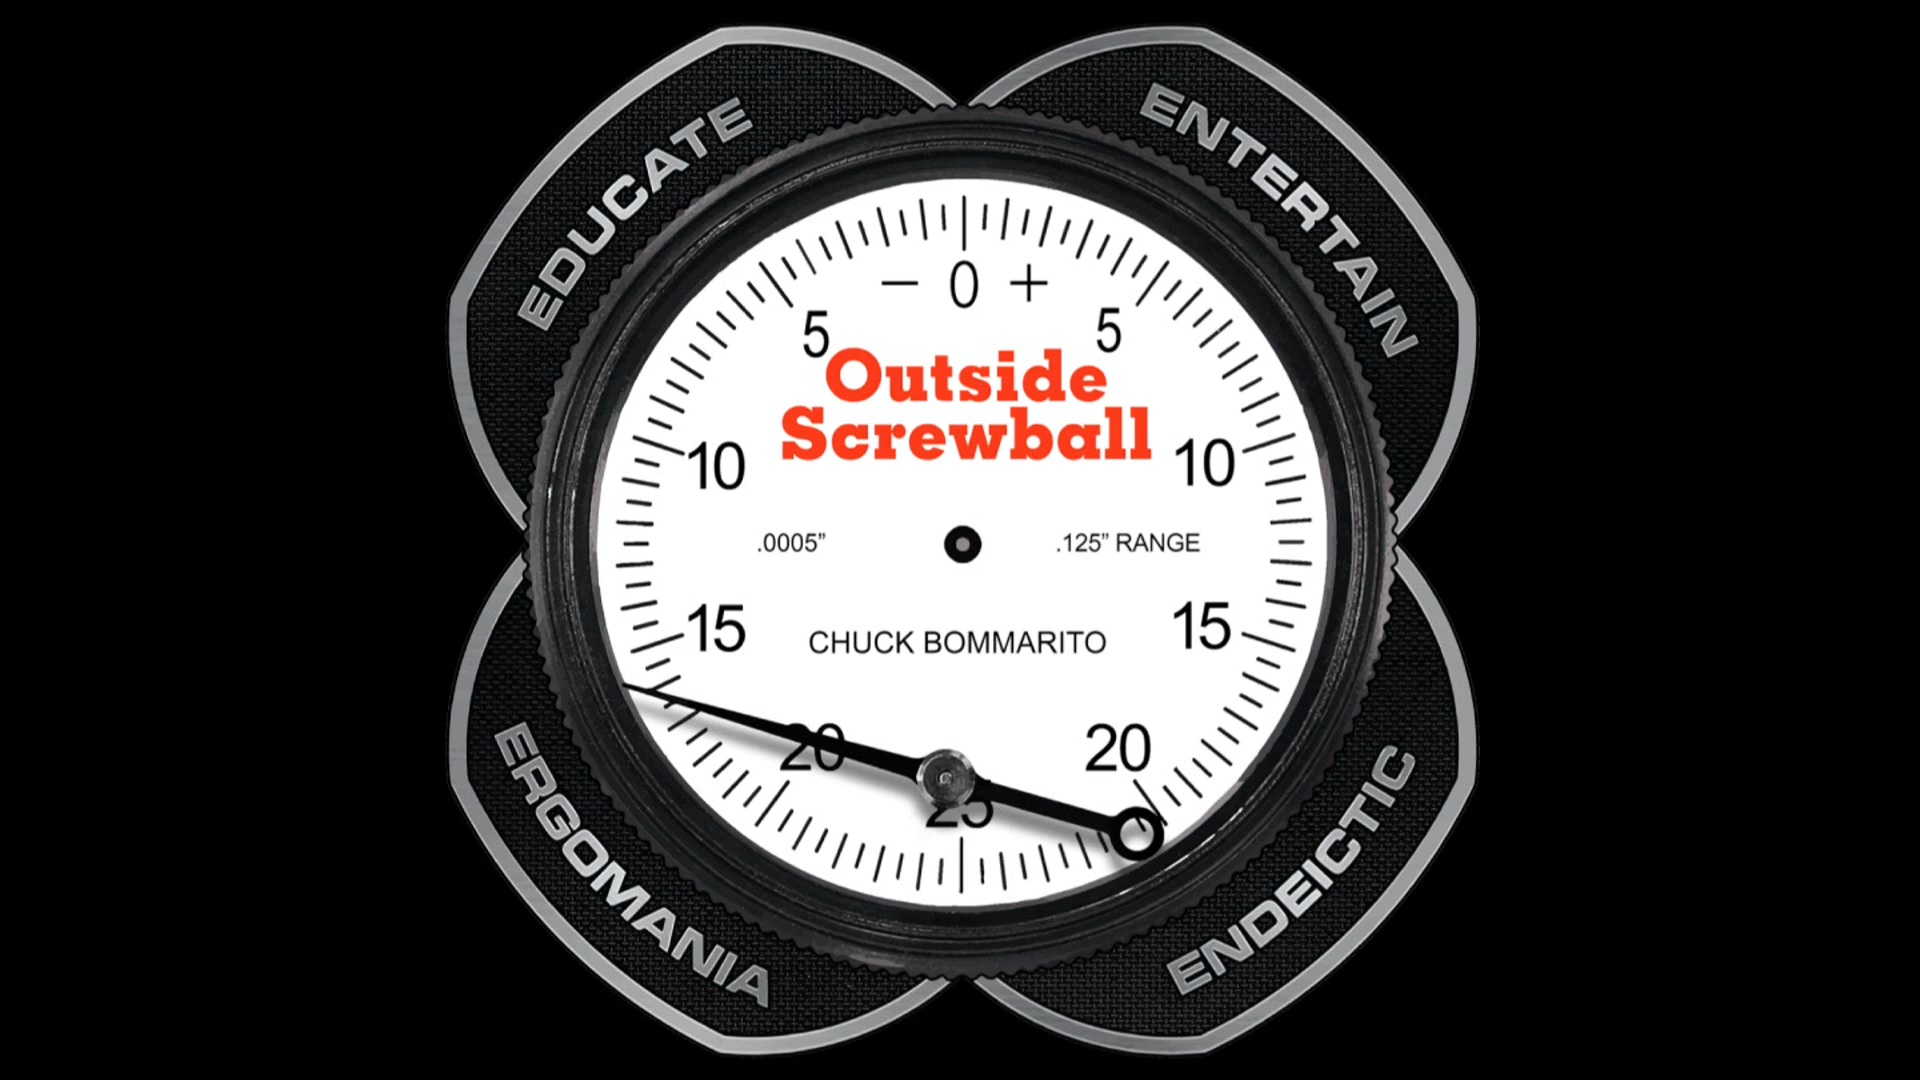 EDUCATE
ENTERTAIN
− 0 +
5 5
Outside
Screwball
10 10
.0005” .125” RANGE
15 15
CHUCK BOMMARITO
20 20
25
ERGOMANIA
ENDEICTIC